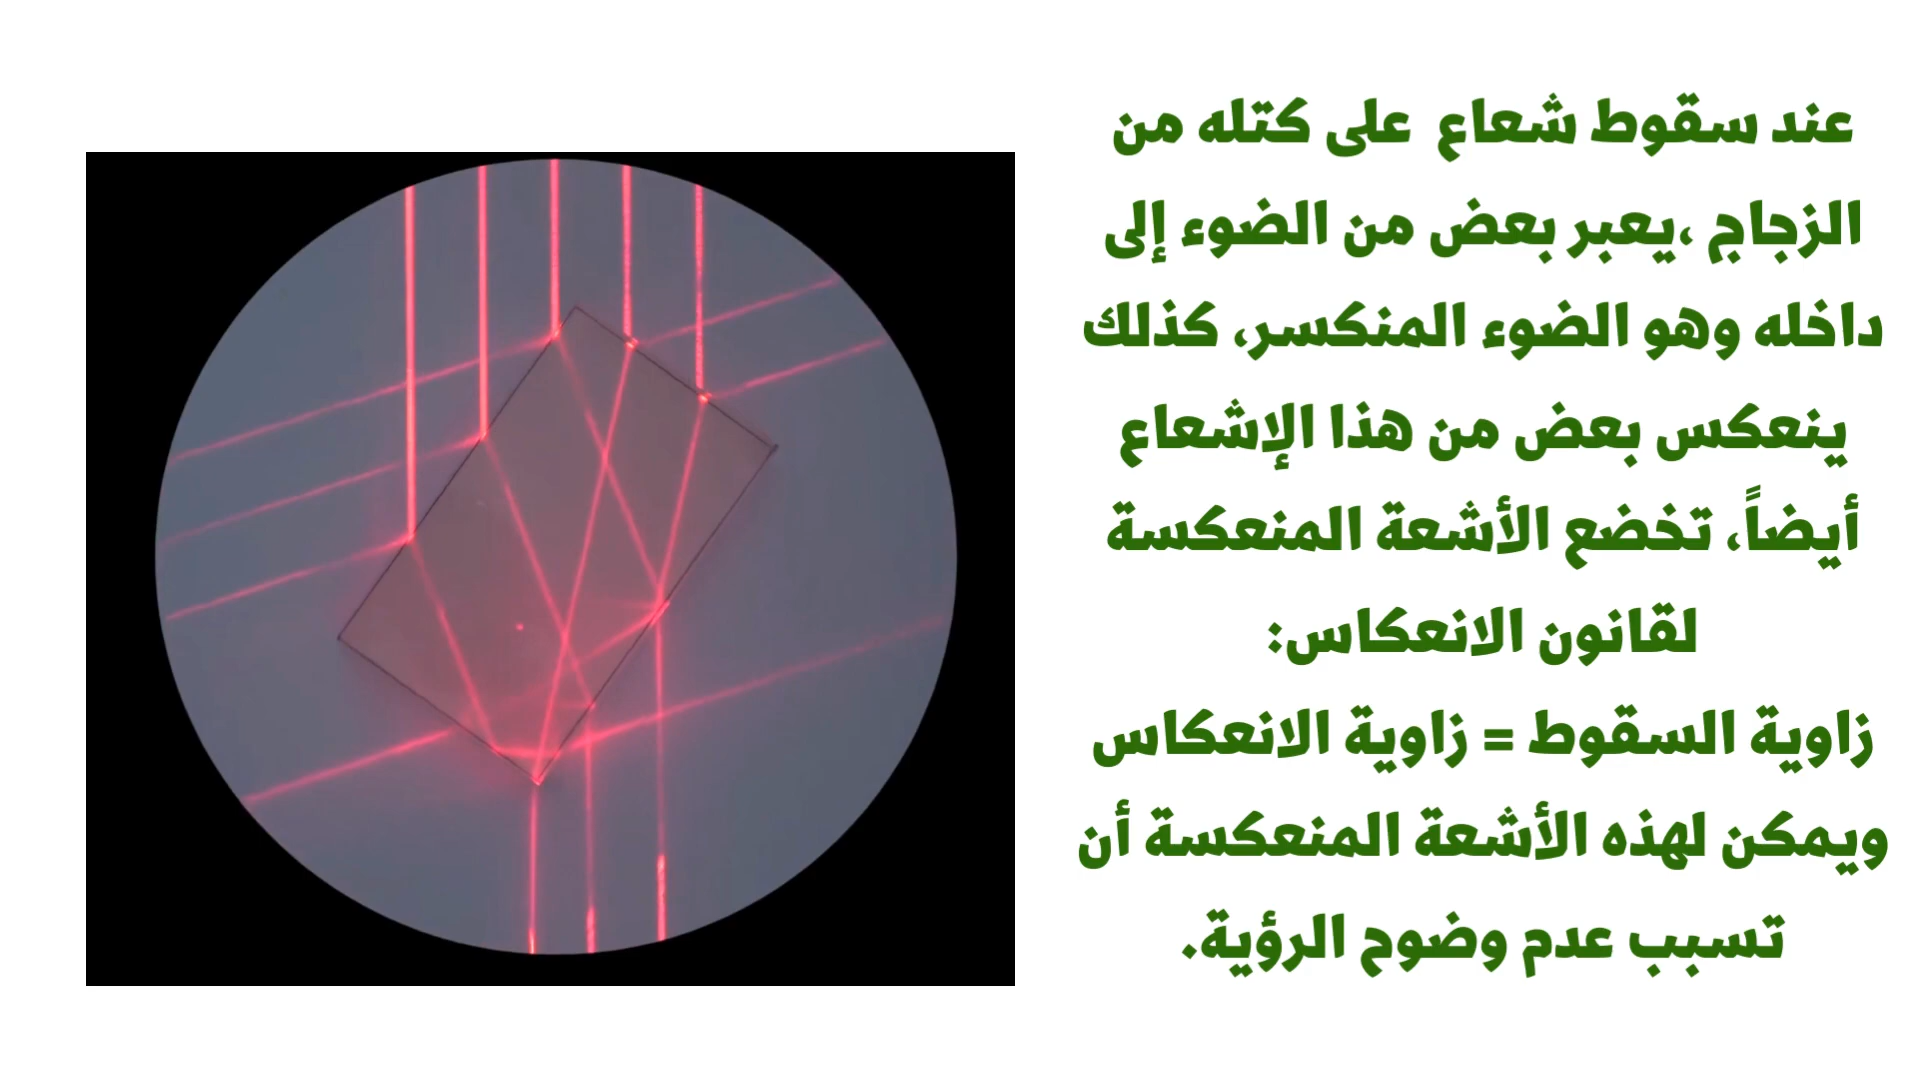 عند سقوط شعاع على كتله من
الزجاج ،يعبر بعض من الضوء إلى
داخله وهو الضوء المنكسر، كذلك
ينعكس بعض من هذا الإشعاع
أيضاً، تخضع الأشعة المنعكسة
لقانون الانعكاس:
زاوية السقوط = زاوية الانعكاس
ويمكن لهذه الأشعة المنعكسة أن
تسبب عدم وضوح الرؤية.